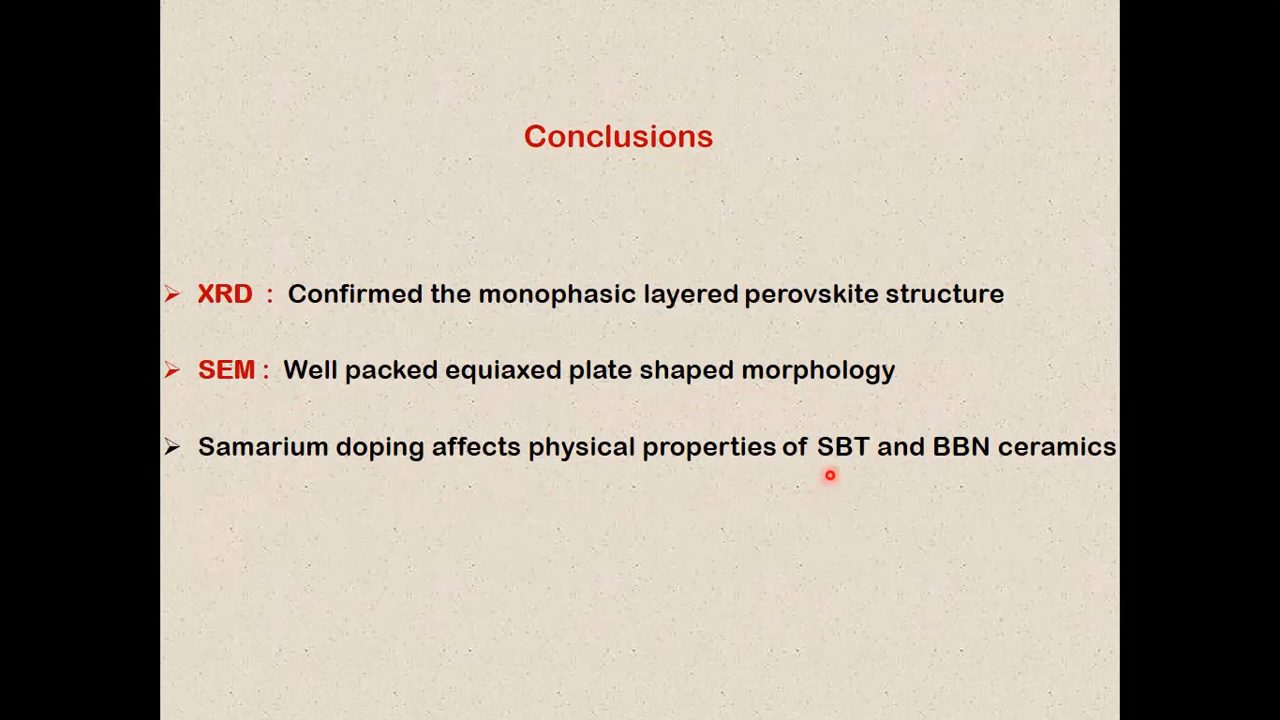 Conclusions
➢ XRD : Confirmed the monophasic layered perovskite structure
➢ SEM : Well packed equiaxed plate shaped morphology
➢ Samarium doping affects physical properties of SBT and BBN ceramics